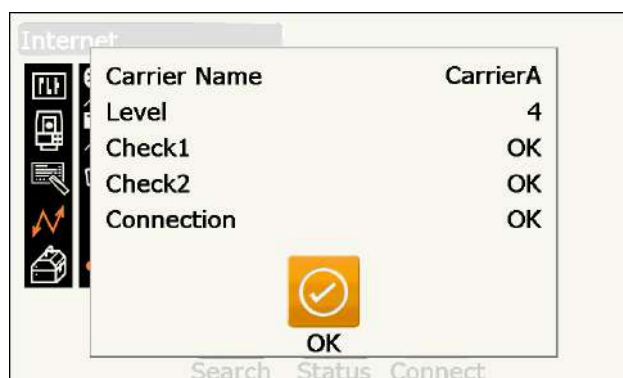 Internet
Carrier Name CarrierA
Level 4
Check1 OK
Check2 OK
Connection OK
OK
Search Status Connect